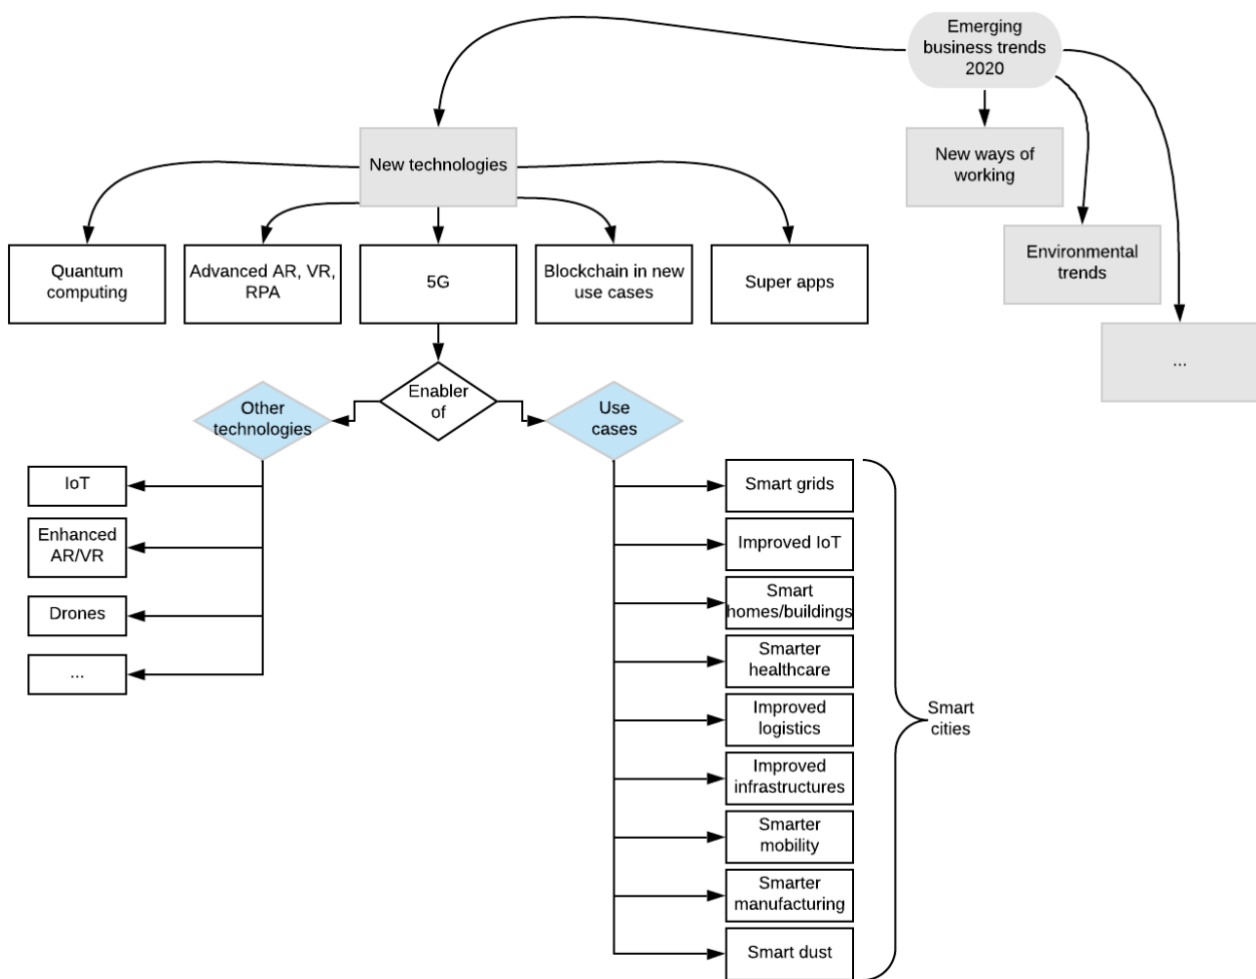 Emerging
business trends
2020
New technologies
New ways of
working
Environmental
trends
...
Quantum
computing
Advanced AR, VR,
RPA
5G
Blockchain in new
use cases
Super apps
Enabler
of
Other
technologies
Use
cases
IoT
Enhanced
AR/VR
Drones
...
Smart grids
Improved IoT
Smart
homes/buildings
Smarter
healthcare
Improved
logistics
Improved
infrastructures
Smarter
mobility
Smarter
manufacturing
Smart dust
Smart
cities